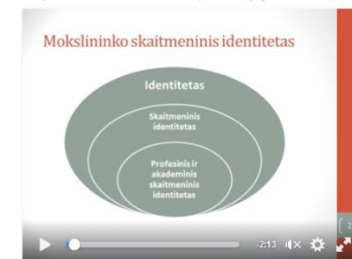 Mokslininko skaitmeninis identitetas
Identitetas
Skaitmeninis
identitetas
Profesinis ir
akademinis
skaitmeninis
identitetas
-2:13